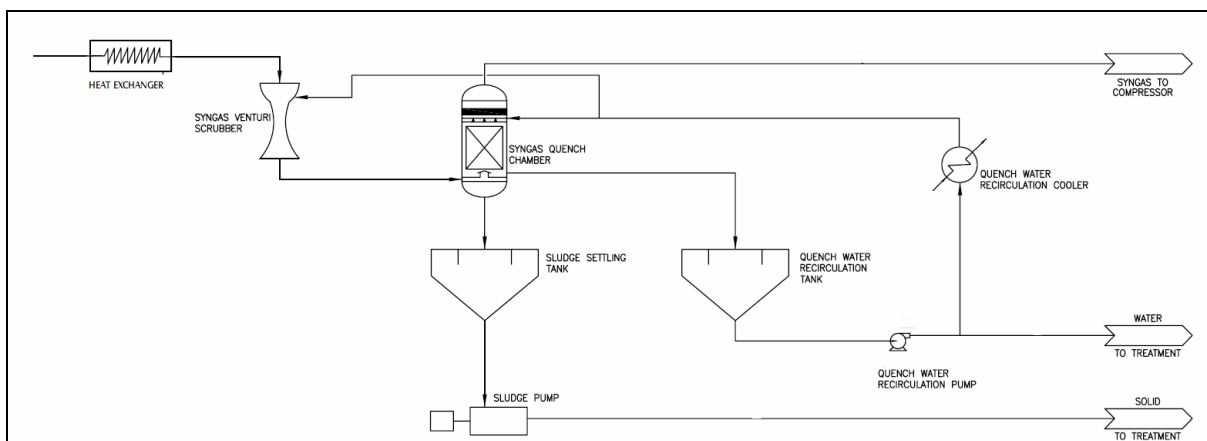 HEAT EXCHANGER
SYNGAS VENTURI
SCRUBBER
SYNGAS QUENCH
CHAMBER
SYNGAS TO
COMPRESSOR
QUENCH WATER
RECIRCULATION COOLER
SLUDGE SETTLING
TANK
QUENCH WATER
RECIRCULATION
TANK
WATER
TO TREATMENT
QUENCH WATER
RECIRCULATION PUMP
SLUDGE PUMP
SOLID
TO TREATMENT